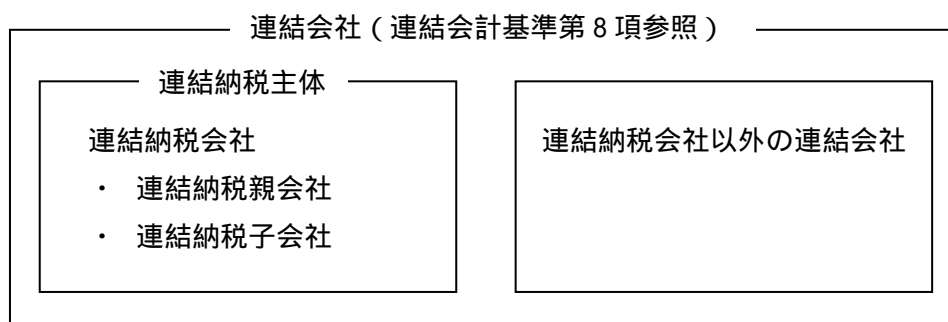 連結会社(連結会計基準第8項参照)
連結納税主体
連結納税会社
・ 連結納税親会社
・ 連結納税子会社
連結納税会社以外の連結会社